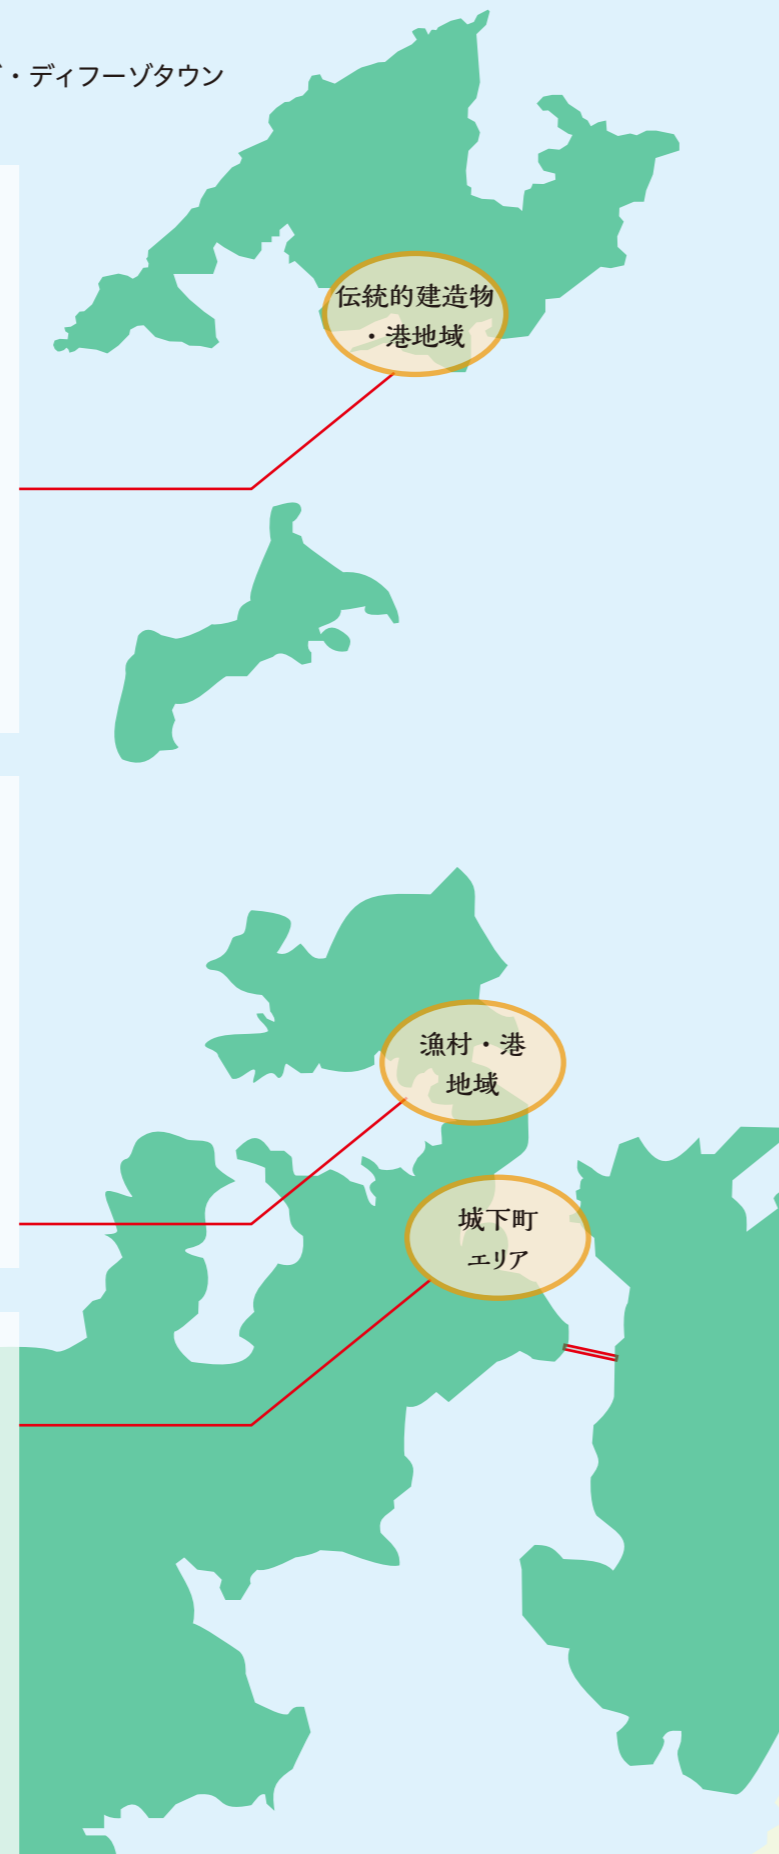 ・ディフーゾタウン
伝統的建造物
・港地域
漁村・港
地域
城下町
エリア